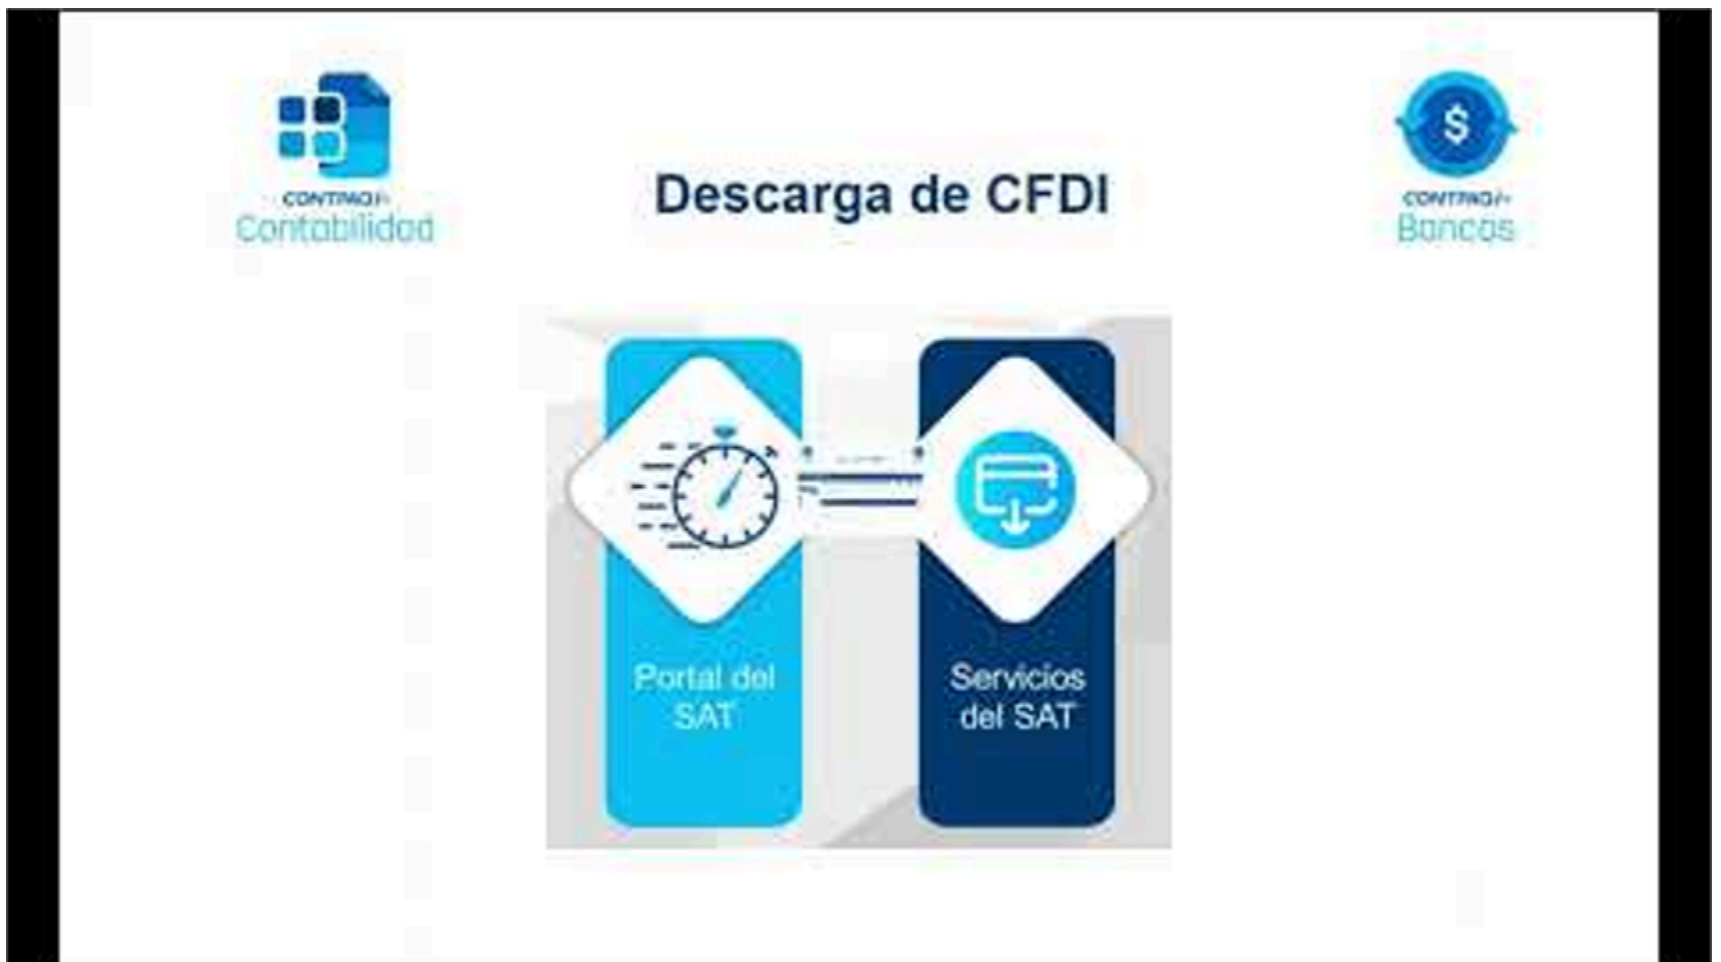 CONTPAQi
Contabilidad
Descarga de CFDI
$
CONTPAQi
Bancos
Portal del
SAT
Servicios
del SAT